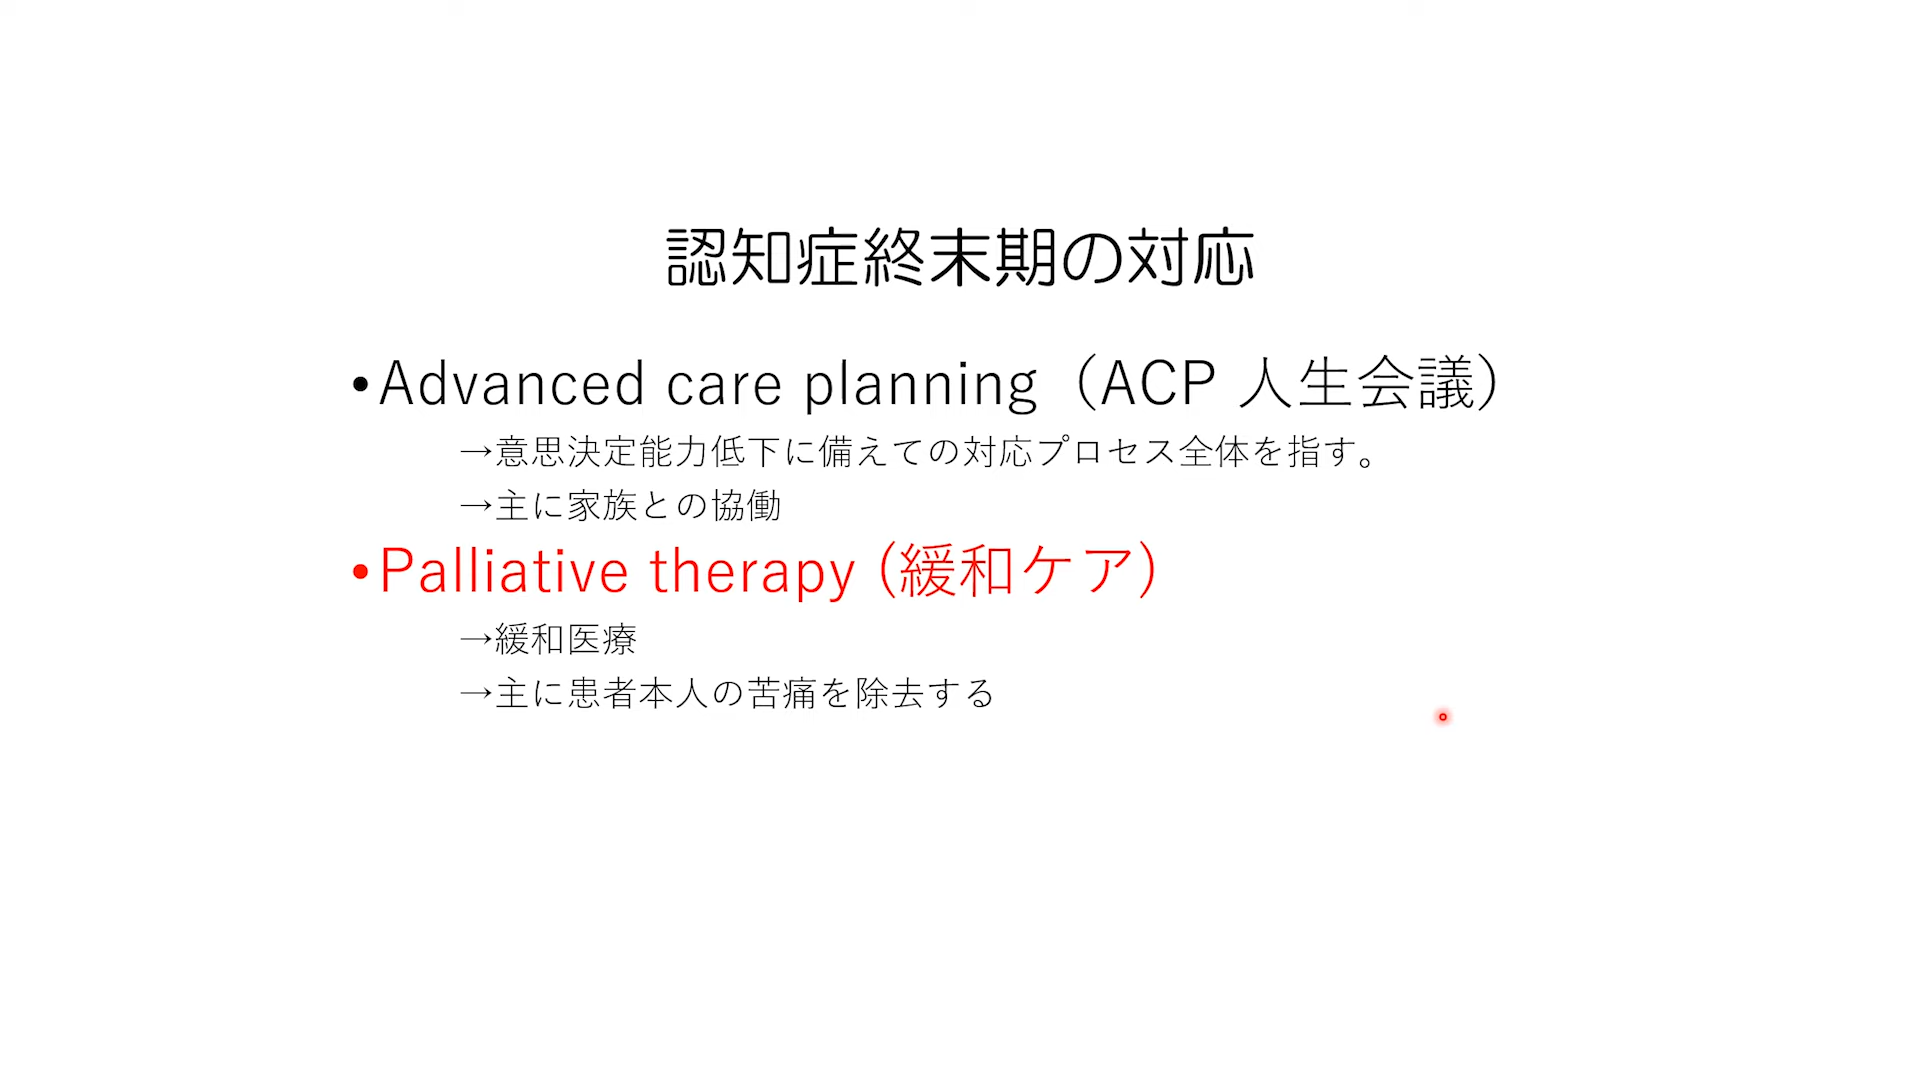 認知症終末期の対応
•Advanced care planning（ACP 人生会議）
→意思決定能力低下に備えての対応プロセス全体を指す。
→主に家族との協働
•Palliative therapy (緩和ケア)
→緩和医療
→主に患者本人の苦痛を除去する